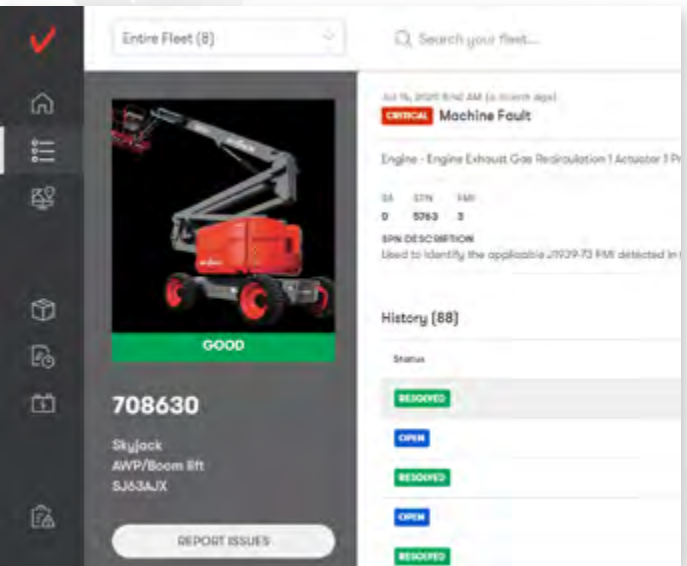 Entire Fleet (8)
Search your fleet...
CRITICAL Machine Fault
Engine - Engine Exhaust Gas Recirculation 1 Actuator 1
SA SPN FMI
0 5763 3
SPN DESCRIPTION
Used to identify the applicable J1939-73 FMI detected in
History (88)
Status
RESOLVED
OPEN
RESOLVED
OPEN
RESOLVED
GOOD
708630
Skyjack
AWP/Boom lift
SJ63AJX
REPORT ISSUES